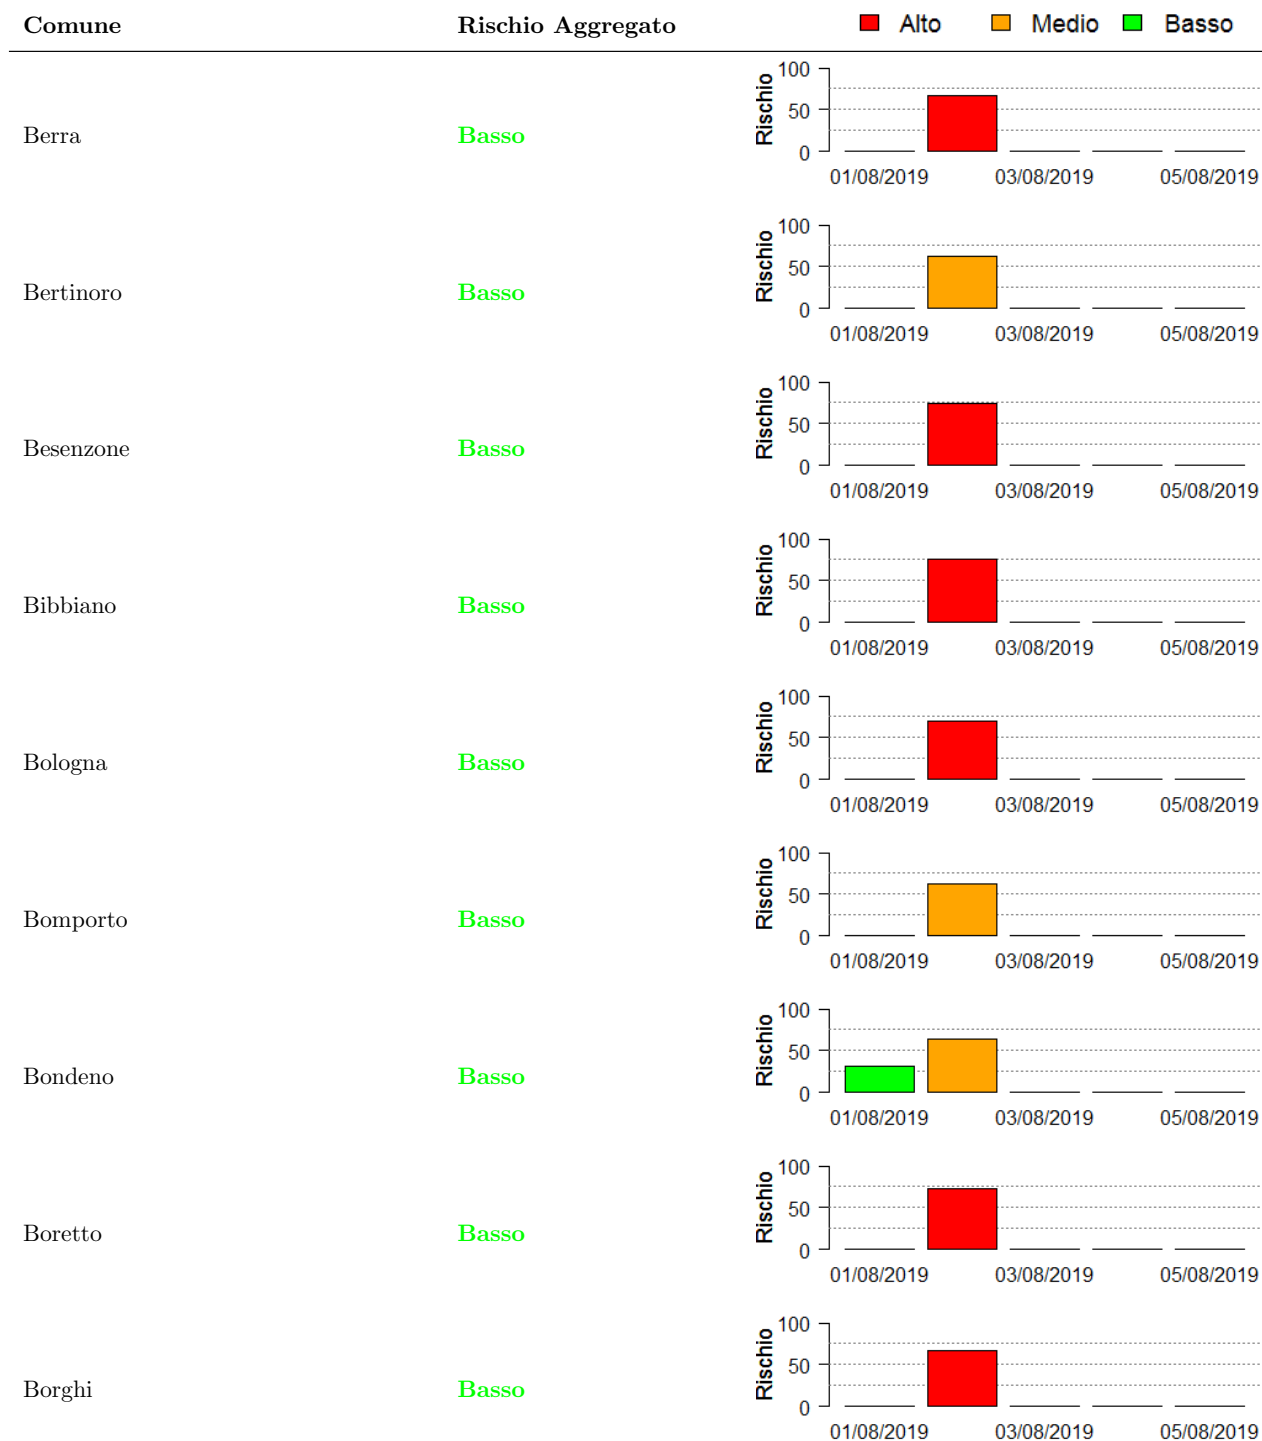 Comune Rischio Aggregato Alto Medio Basso
Berra Basso
Rischio
100
50
0
01/08/2019 03/08/2019 05/08/2019
Bertinoro Basso
Rischio
100
50
0
01/08/2019 03/08/2019 05/08/2019
Besenzone Basso
Rischio
100
50
0
01/08/2019 03/08/2019 05/08/2019
Bibbiano Basso
Rischio
100
50
0
01/08/2019 03/08/2019 05/08/2019
Bologna Basso
Rischio
100
50
0
01/08/2019 03/08/2019 05/08/2019
Bomporto Basso
Rischio
100
50
0
01/08/2019 03/08/2019 05/08/2019
Bondeno Basso
Rischio
100
50
0
01/08/2019 03/08/2019 05/08/2019
Boretto Basso
Rischio
100
50
0
01/08/2019 03/08/2019 05/08/2019
Borghi Basso
Rischio
100
50
0
01/08/2019 03/08/2019 05/08/2019